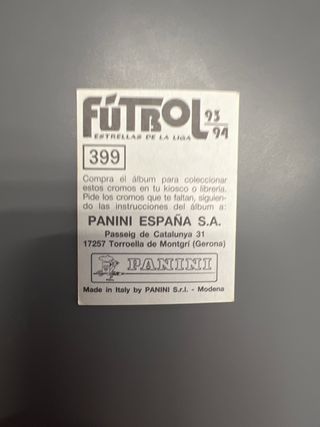 FÚTBOL 93
94
ESTRELLAS DE LA LIGA
399
Compra el álbum para coleccionar
estos cromos en tu kiosco o librería.
Pide los cromos que te faltan, siguien-
do las instrucciones del álbum a:
PANINI ESPAÑA S.A.
Passeig de Catalunya 31
17257 Torroella de Montgrí (Gerona)
PANINI
Made in Italy by PANINI S.r.l. - Modena